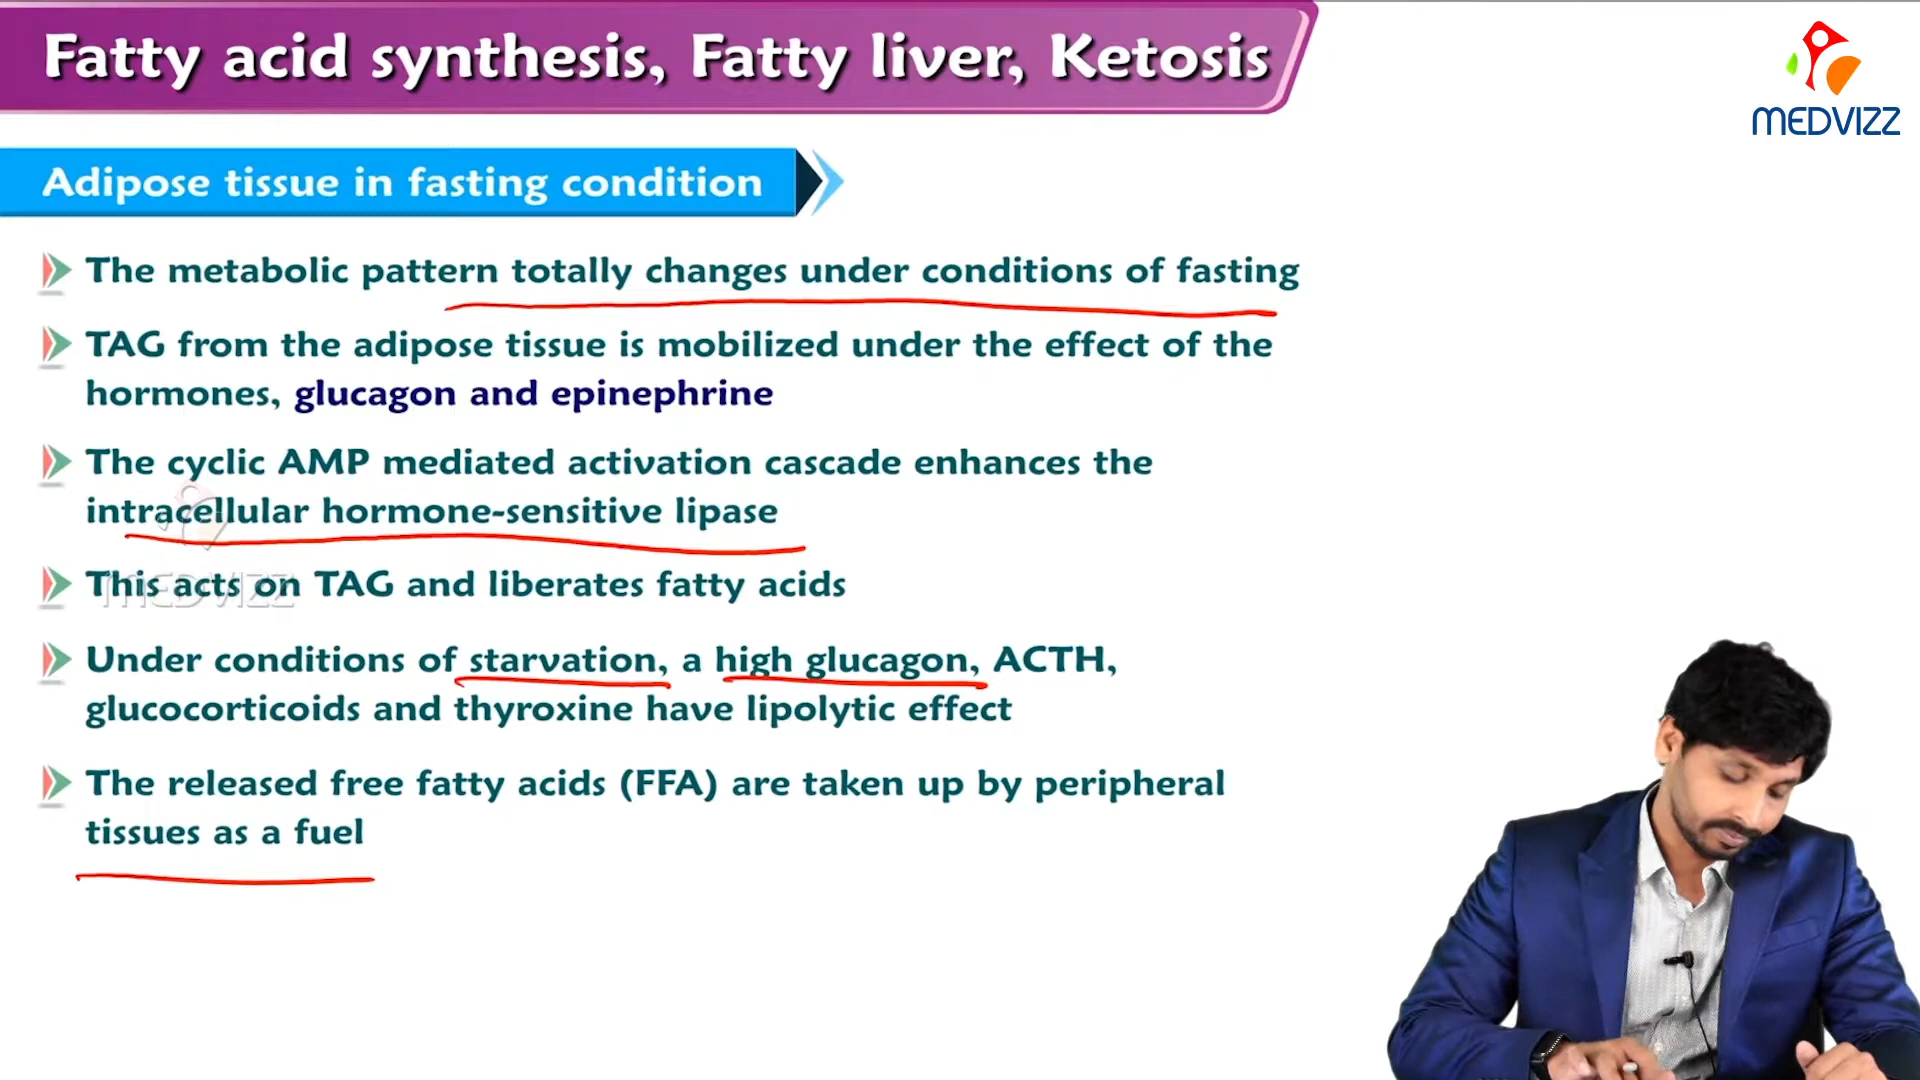 Fatty acid synthesis, Fatty liver, Ketosis
MEDVIZZ
Adipose tissue in fasting condition
The metabolic pattern totally changes under conditions of fasting
TAG from the adipose tissue is mobilized under the effect of the
hormones, glucagon and epinephrine
The cyclic AMP mediated activation cascade enhances the
intracellular hormone-sensitive lipase
This acts on TAG and liberates fatty acids
MEDVIZZ
Under conditions of starvation, a high glucagon, ACTH,
glucocorticoids and thyroxine have lipolytic effect
The released free fatty acids (FFA) are taken up by peripheral
tissues as a fuel